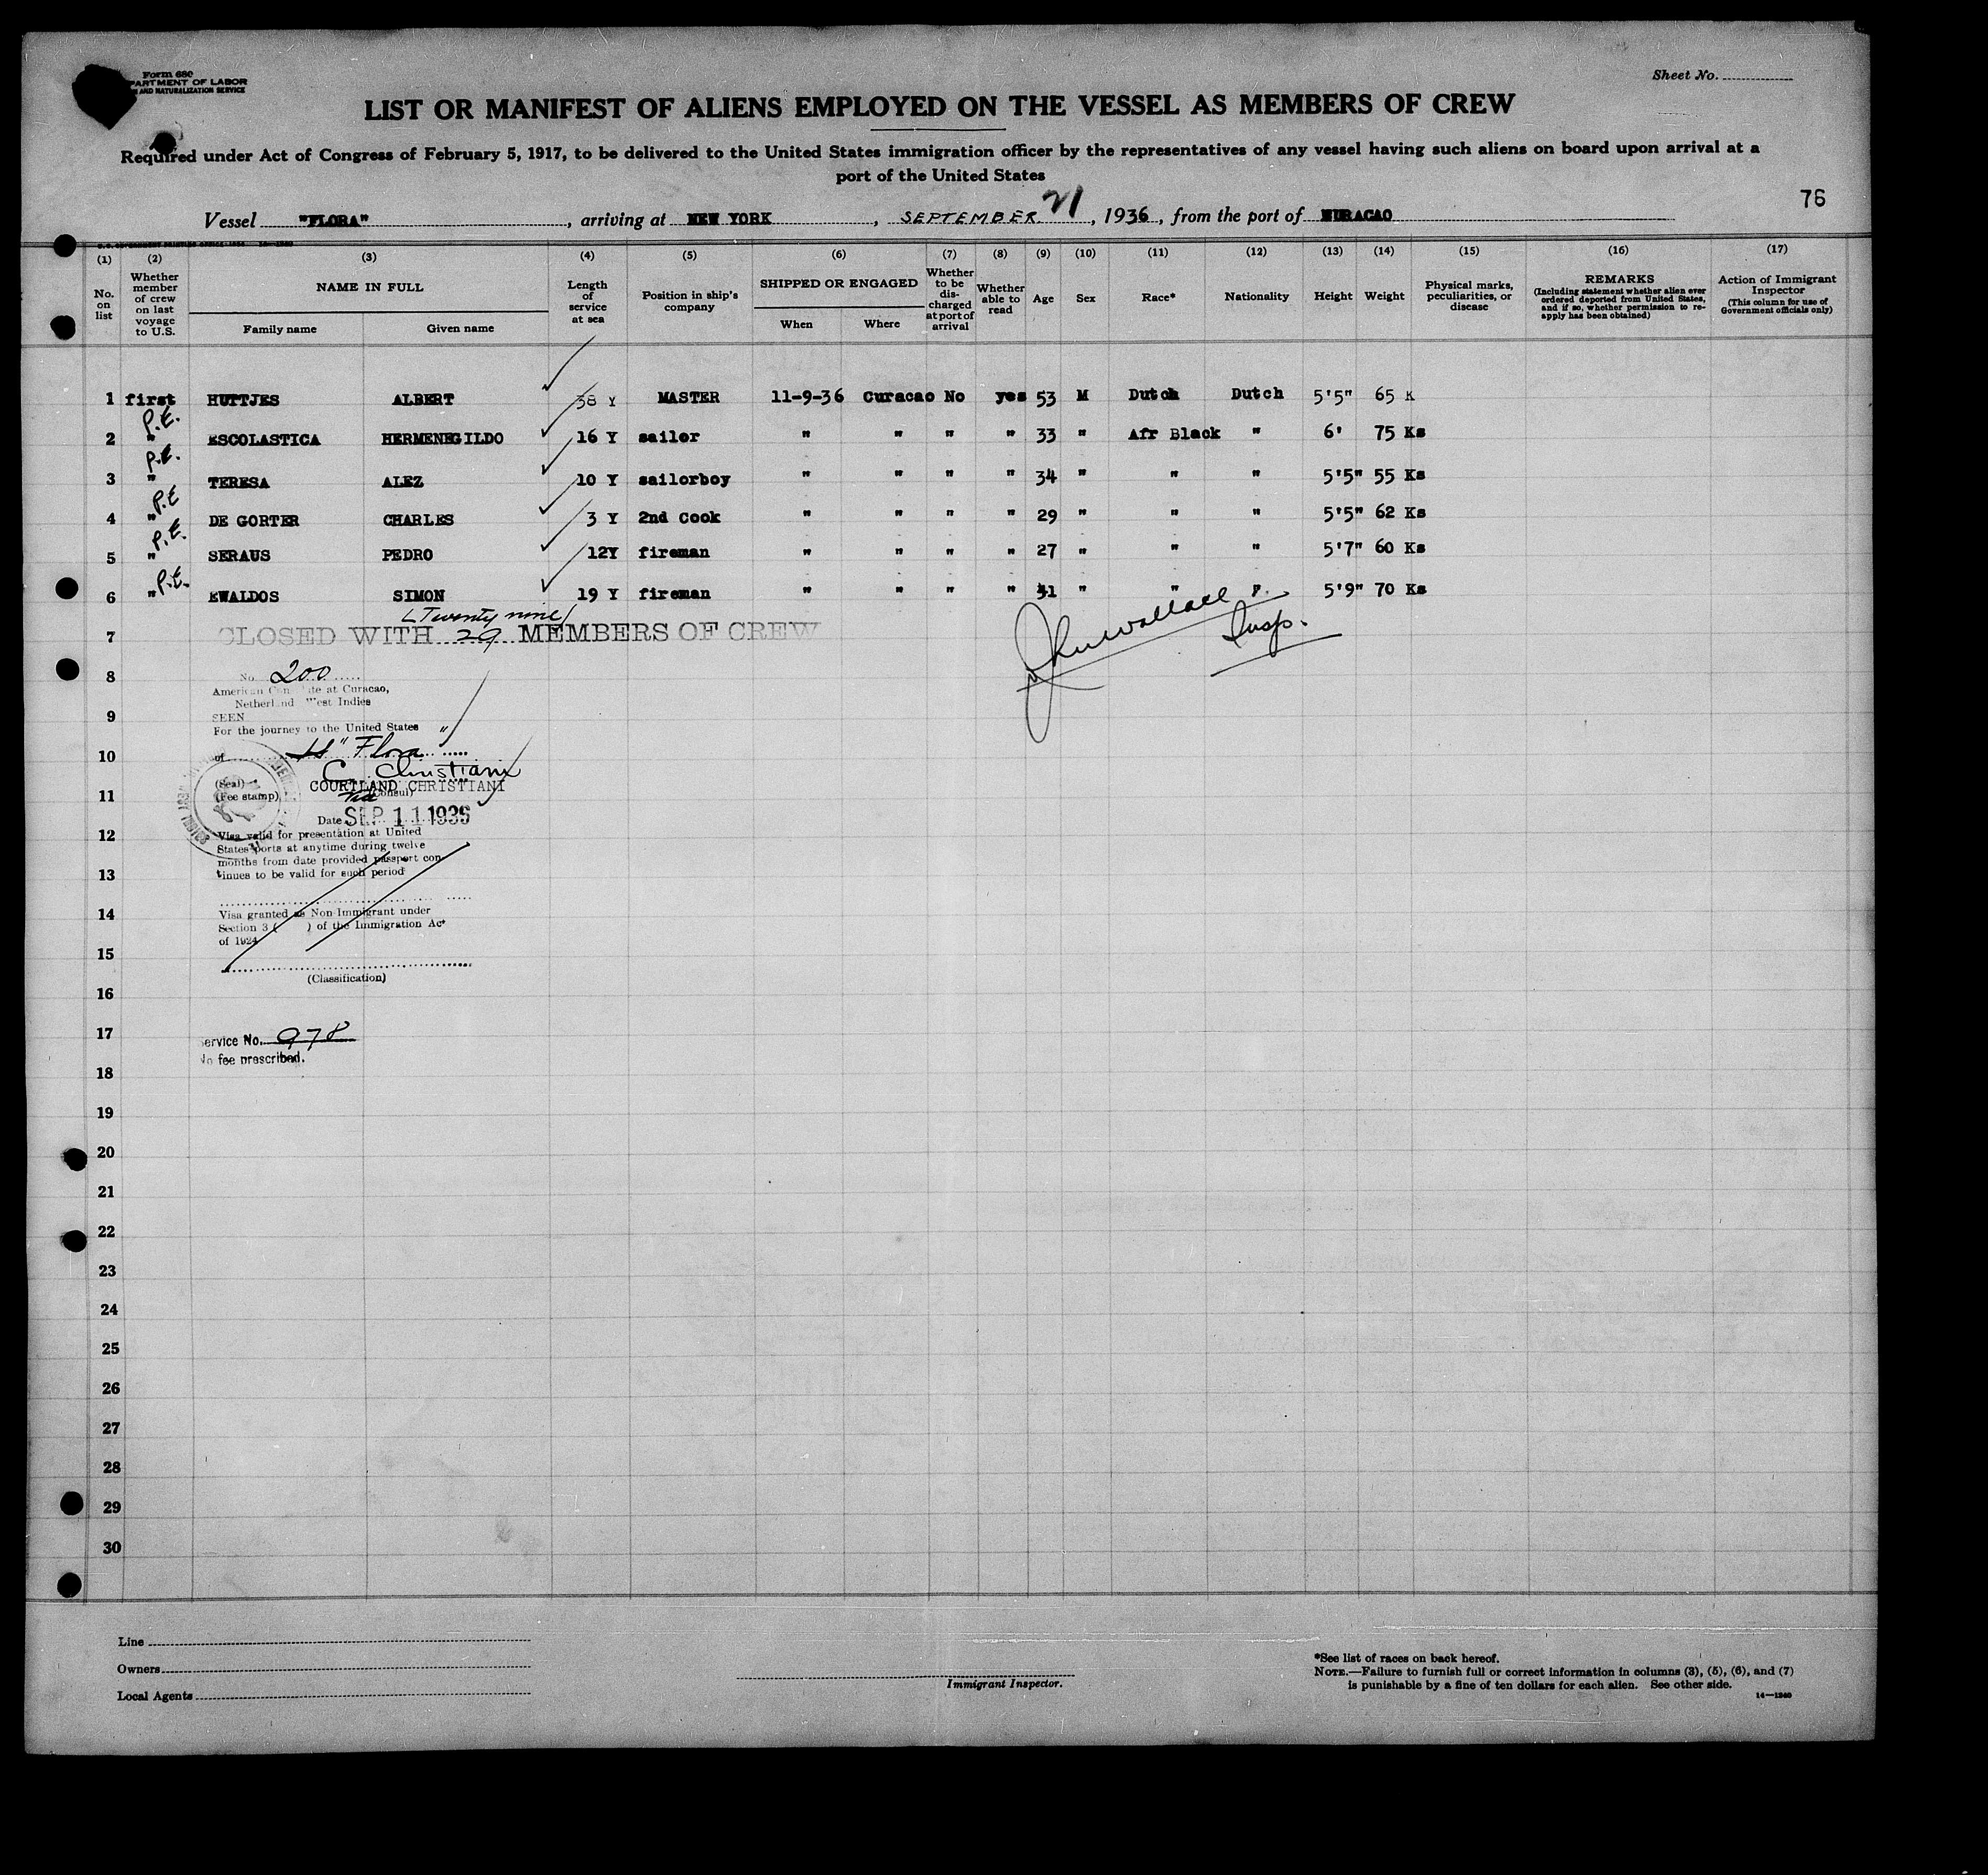 Form 680
PARTMENT OF LABOR
N AND NATURALIZATION SERVICE
Sheet No.
LIST OR MANIFEST OF ALIENS EMPLOYED ON THE VESSEL AS MEMBERS OF CREW
Required under Act of Congress of February 5, 1917, to be delivered to the United States immigration officer by the representatives of any vessel having such aliens on board upon arrival at a
port of the United States
76
Vessel "FLORA", arriving at NEW YORK, SEPTEMBER 21, 1936, from the port of
(1) (2) (3) (4) (5) (6) (7) (8) (9) (10) (11) (12) (13) (14) (15) (16) (17)
No. on list
Whether member of crew on last voyage to U.S.
NAME IN FULL
Family name
Given name
Length of service at sea
Position in ship's company
SHIPPED OR ENGAGED
When
Where
Whether to be discharged at port of arrival
Whether able to read
Age
Sex
Race*
Nationality
Height
Weight
Physical marks, peculiarities, or disease
REMARKS
(Including statement whether alien ever ordered deported from United States, and if so, whether permission to re-apply has been obtained)
Action of Immigrant Inspector
(This column for use of Government officials only)
1 first HUTTJES ALBERT 38 Y MASTER 11-9-36 Curacao No yes 53 M Dutch Dutch 5'5" 65 K
P.E.
2 " ESCOLASTICA HERMENEGILDO 16 Y sailor " " " " 33 " Afr Black " 6' 75 Ks
P.E.
3 " TERESA ALEZ 10 Y sailorboy " " " " 34 " " " 5'5" 55 Ks
P.E
4 " DE GORTER CHARLES 3 Y 2nd Cook " " " " 29 " " " 5'5" 62 Ks
P.E.
5 " SERAUS PEDRO 12Y fireman " " " " 27 " " " 5'7" 60 Ks
P.E.
6 " EWALDOS SIMON 19 Y fireman " " " " 41 " " " 5'9" 70 Ks
(Twenty nine)
7 CLOSED WITH 29 MEMBERS OF CREW
Insp.
8 No. 200
American Con ate at Curacao,
Netherland West Indies
9 SEEN
For the journey to the United States
10 of "Flora"
C. Christiani
(Seal)
COURTLAND CHRISTIANI
11 (Fee stamp) (Consul)
Date SEP 11 1936
12 Visa valid for presentation at United
States ports at anytime during twelve
months from date provided passport con-
13 tinues to be valid for such period
14 Visa granted as Non-Immigrant under
Section 3 ( ) of the Immigration Act
of 1924
15
(Classification)
16
17 ervice No. 978
No fee prescribed.
18
19
20
21
22
23
24
25
26
27
28
29
30
Line
Owners
Local Agents
Immigrant Inspector.
*See list of races on back hereof.
NOTE.—Failure to furnish full or correct information in columns (3), (5), (6), and (7)
is punishable by a fine of ten dollars for each alien. See other side.
14—1240